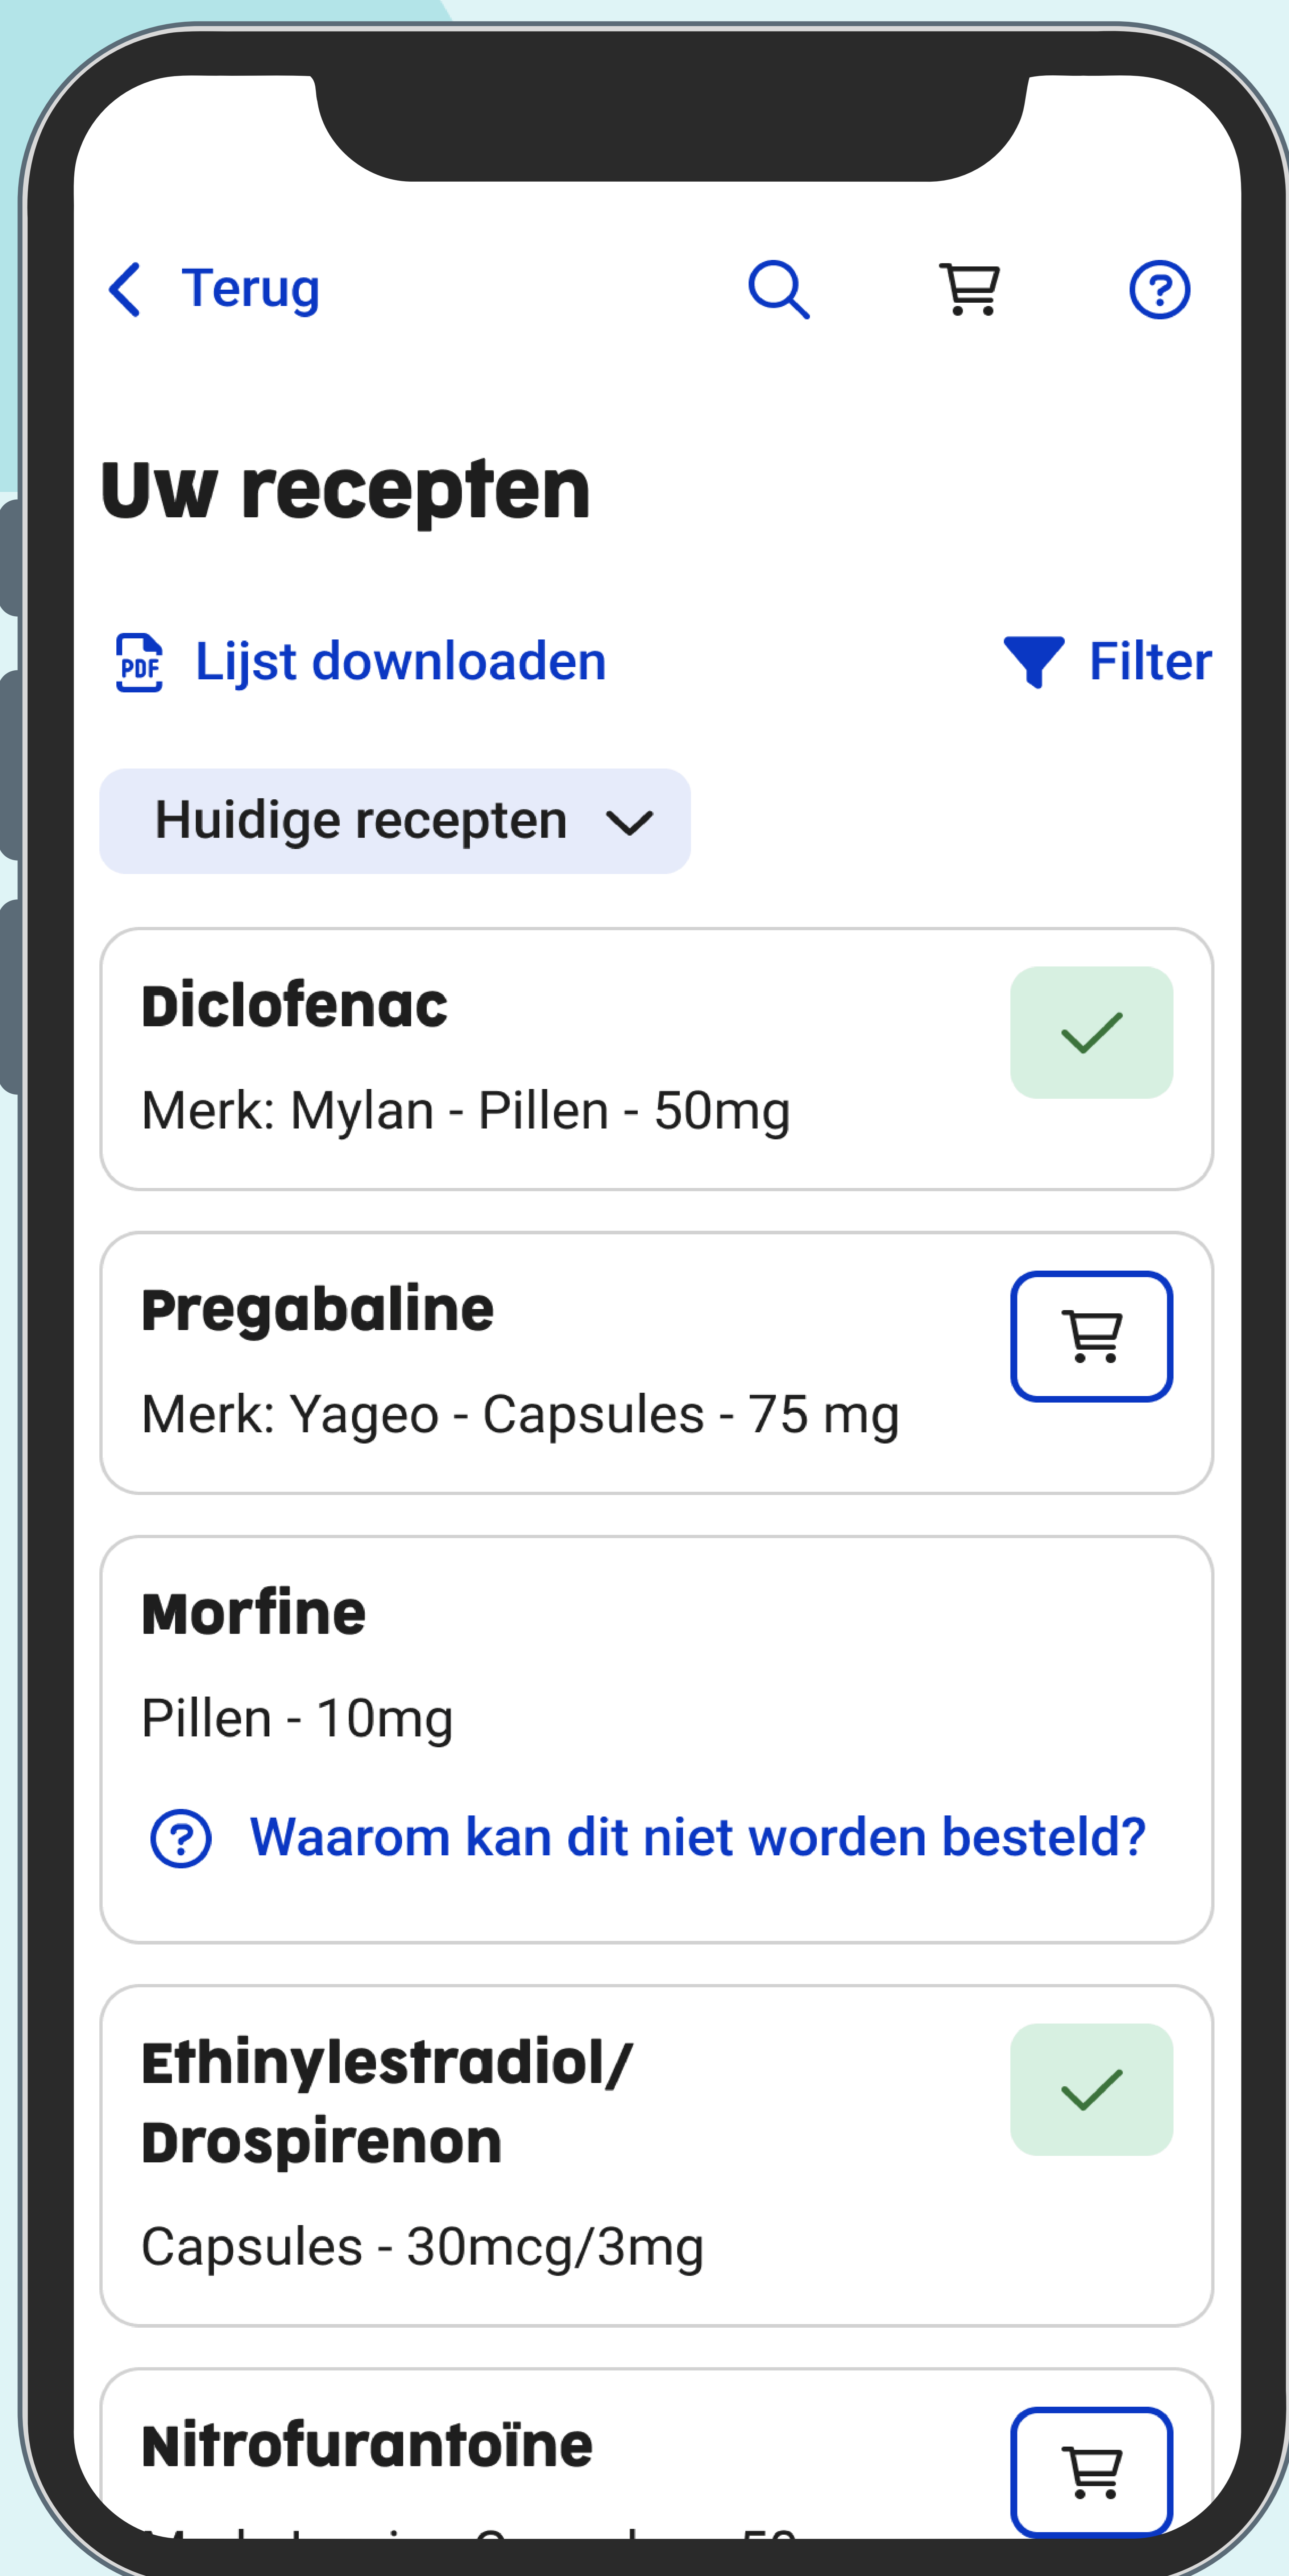 Terug
Uw recepten
PDF Lijst downloaden Filter
Huidige recepten
Diclofenac
Merk: Mylan - Pillen - 50mg
Pregabaline
Merk: Yageo - Capsules - 75 mg
Morfine
Pillen - 10mg
Waarom kan dit niet worden besteld?
Ethinylestradiol/
Drospirenon
Capsules - 30mcg/3mg
Nitrofurantoïne